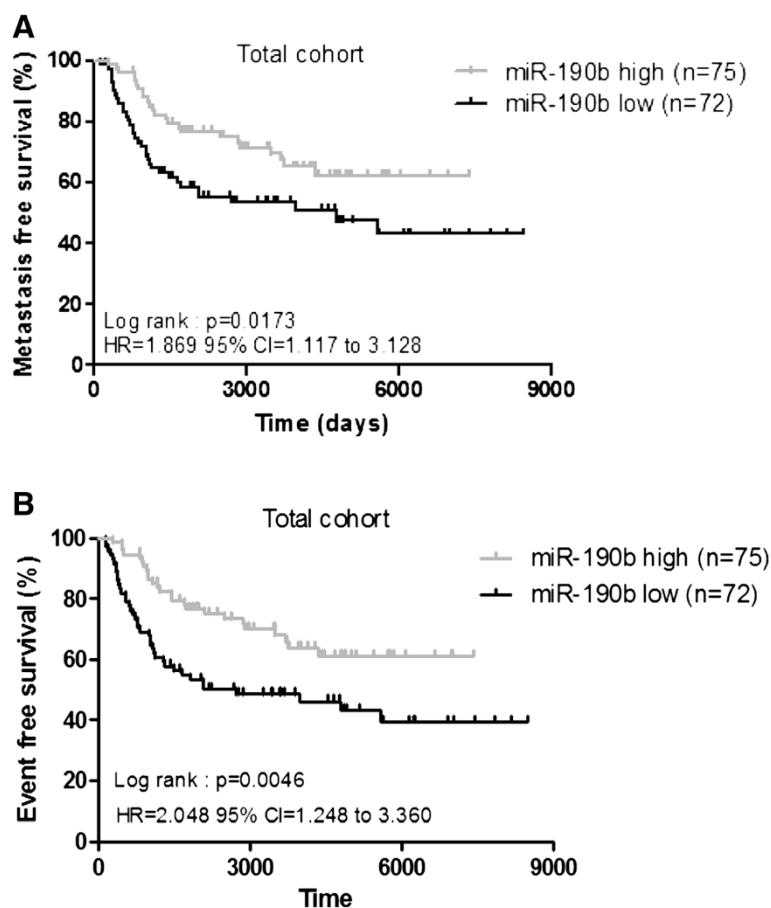 A
Total cohort
miR-190b high (n=75)
miR-190b low (n=72)
Metastasis free survival (%)
100
80
60
40
20
0
Log rank : p=0.0173
HR=1.869 95% CI=1.117 to 3.128
0 3000 6000 9000
Time (days)
B
Total cohort
miR-190b high (n=75)
miR-190b low (n=72)
Event free survival (%)
100
80
60
40
20
0
Log rank : p=0.0046
HR=2.048 95% CI=1.248 to 3.360
0 3000 6000 9000
Time